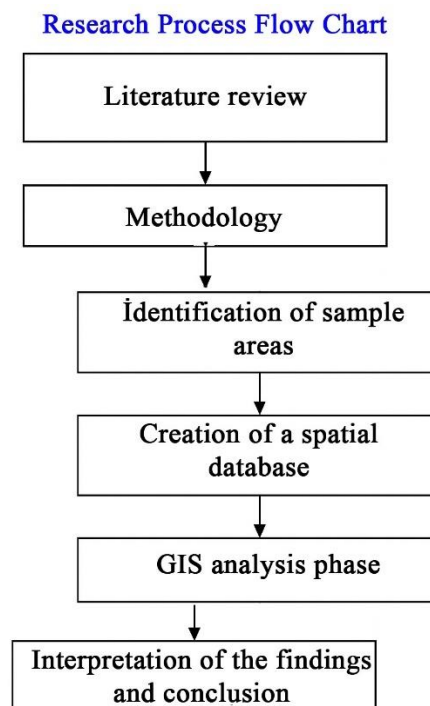 Research Process Flow Chart
Literature review
Methodology
İdentification of sample
areas
Creation of a spatial
database
GIS analysis phase
Interpretation of the findings
and conclusion